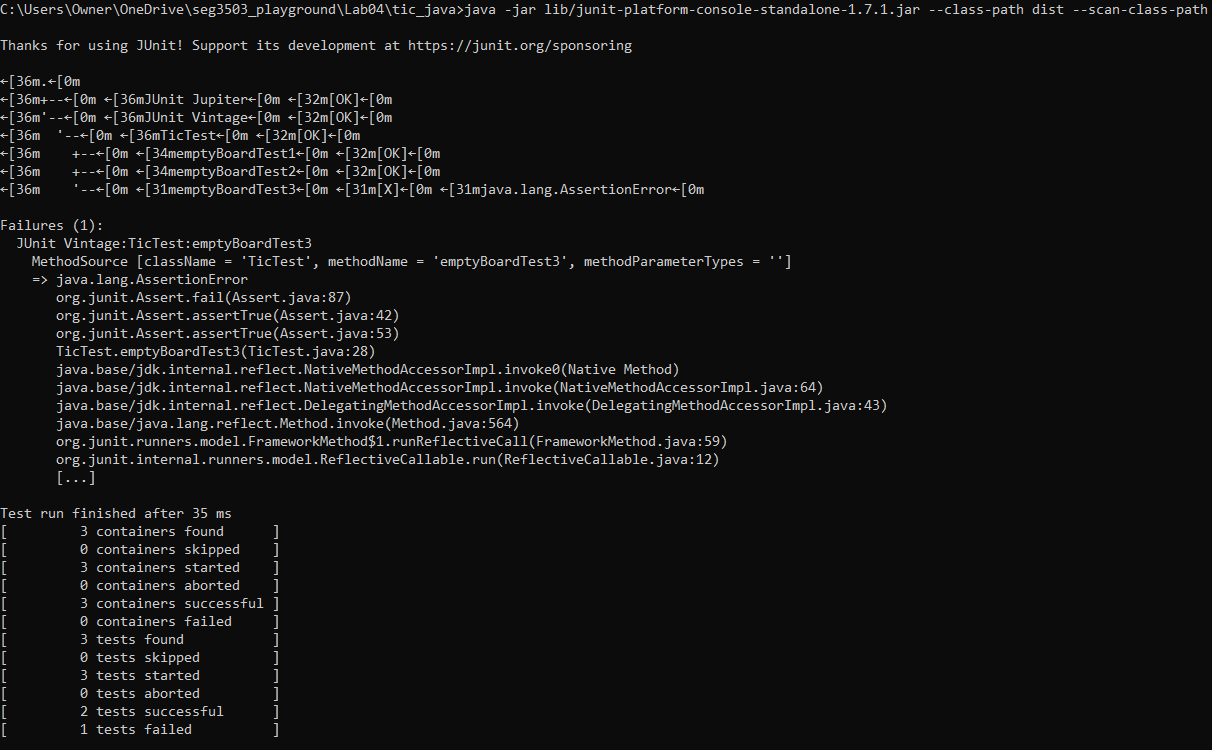 C:\Users\Owner\OneDrive\seg3503_playground\Lab04\tic_java>java -jar lib/junit-platform-console-standalone-1.7.1.jar --class-path dist --scan-class-path
Thanks for using JUnit! Support its development at https://junit.org/sponsoring
←[36m.←[0m
←[36m+--←[0m ←[36mJUnit Jupiter←[0m ←[32m[OK]←[0m
←[36m'--←[0m ←[36mJUnit Vintage←[0m ←[32m[OK]←[0m
←[36m  '--←[0m ←[36mTicTest←[0m ←[32m[OK]←[0m
←[36m    +--←[0m ←[34memptyBoardTest1←[0m ←[32m[OK]←[0m
←[36m    +--←[0m ←[34memptyBoardTest2←[0m ←[32m[OK]←[0m
←[36m    '--←[0m ←[31memptyBoardTest3←[0m ←[31m[X]←[0m ←[31mjava.lang.AssertionError←[0m
Failures (1):
  JUnit Vintage:TicTest:emptyBoardTest3
    MethodSource [className = 'TicTest', methodName = 'emptyBoardTest3', methodParameterTypes = '']
    => java.lang.AssertionError
       org.junit.Assert.fail(Assert.java:87)
       org.junit.Assert.assertTrue(Assert.java:42)
       org.junit.Assert.assertTrue(Assert.java:53)
       TicTest.emptyBoardTest3(TicTest.java:28)
       java.base/jdk.internal.reflect.NativeMethodAccessorImpl.invoke0(Native Method)
       java.base/jdk.internal.reflect.NativeMethodAccessorImpl.invoke(NativeMethodAccessorImpl.java:64)
       java.base/jdk.internal.reflect.DelegatingMethodAccessorImpl.invoke(DelegatingMethodAccessorImpl.java:43)
       java.base/java.lang.reflect.Method.invoke(Method.java:564)
       org.junit.runners.model.FrameworkMethod$1.runReflectiveCall(FrameworkMethod.java:59)
       org.junit.internal.runners.model.ReflectiveCallable.run(ReflectiveCallable.java:12)
       [...]
Test run finished after 35 ms
[         3 containers found      ]
[         0 containers skipped    ]
[         3 containers started    ]
[         0 containers aborted    ]
[         3 containers successful ]
[         0 containers failed     ]
[         3 tests found           ]
[         0 tests skipped         ]
[         3 tests started         ]
[         0 tests aborted         ]
[         2 tests successful      ]
[         1 tests failed          ]